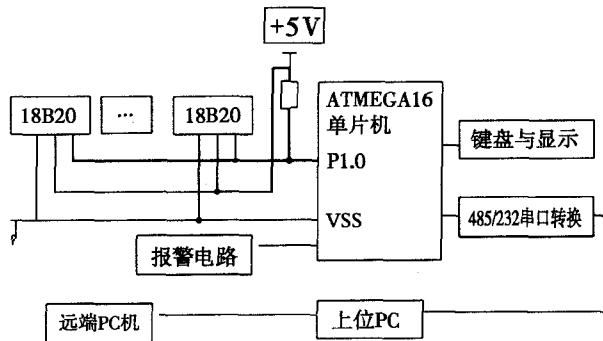 +5V
ATMEGA16
单片机
18B20
...
18B20
键盘与显示
P1.0
VSS
485/232串口转换
报警电路
远端PC机
上位PC